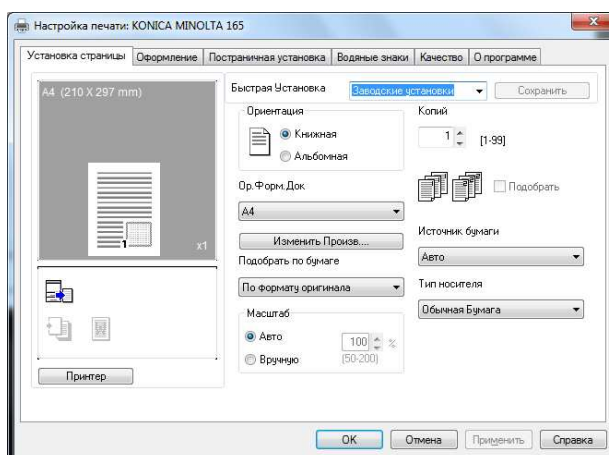 Настройка печати: KONICA MINOLTA 165
Установка страницы Оформление Постраничная установка Водяные знаки Качество О программе
A4 (210 X 297 mm)
1
x1
Принтер
Быстрая Установка Заводские установки Сохранить
Ориентация
Книжная
Альбомная
Ор.Форм.Док
A4
Изменить Произв....
Подобрать по бумаге
По формату оригинала
Масштаб
Авто 100 %
Вручную (50-200)
Копий
1 [1-99]
Подобрать
Источник бумаги
Авто
Тип носителя
Обычная Бумага
OK Отмена Применить Справка